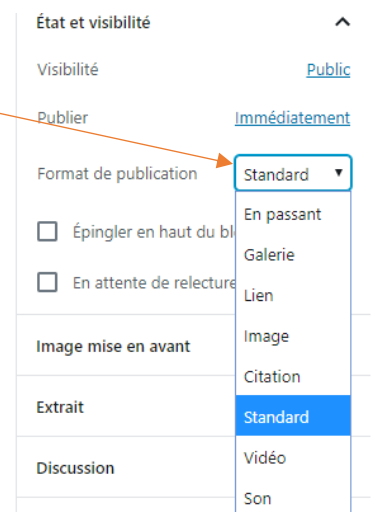 État et visibilité
Visibilité Public
Publier Immédiatement
Format de publication Standard
En passant
Épingler en haut du
Galerie
En attente de relecture
Lien
Image mise en avant
Image
Citation
Extrait
Standard
Discussion
Vidéo
Son